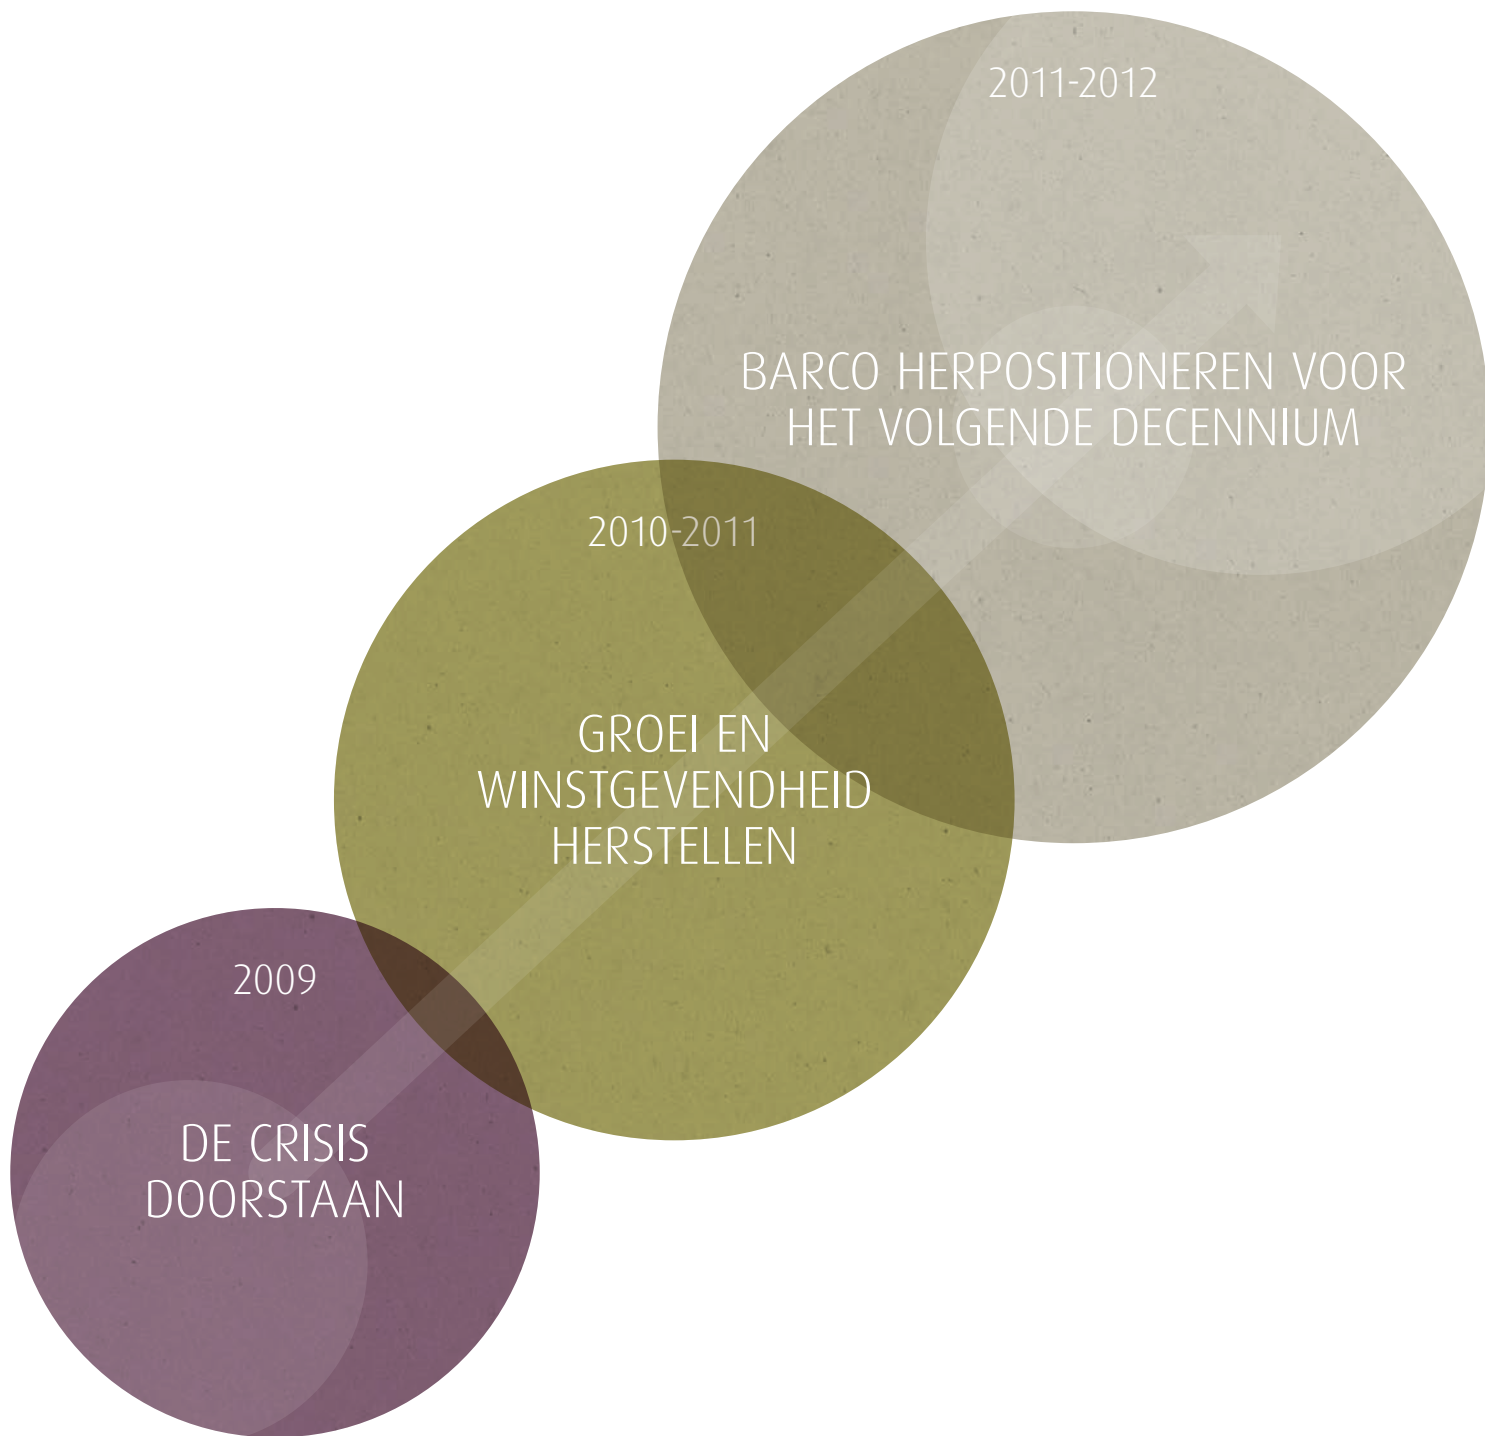 2011-2012
BARCO HERPOSITIONEREN VOOR
HET VOLGENDE DECENNIUM
2010-2011
GROEI EN
WINSTGEVENDHEID
HERSTELLEN
2009
DE CRISIS
DOORSTAAN